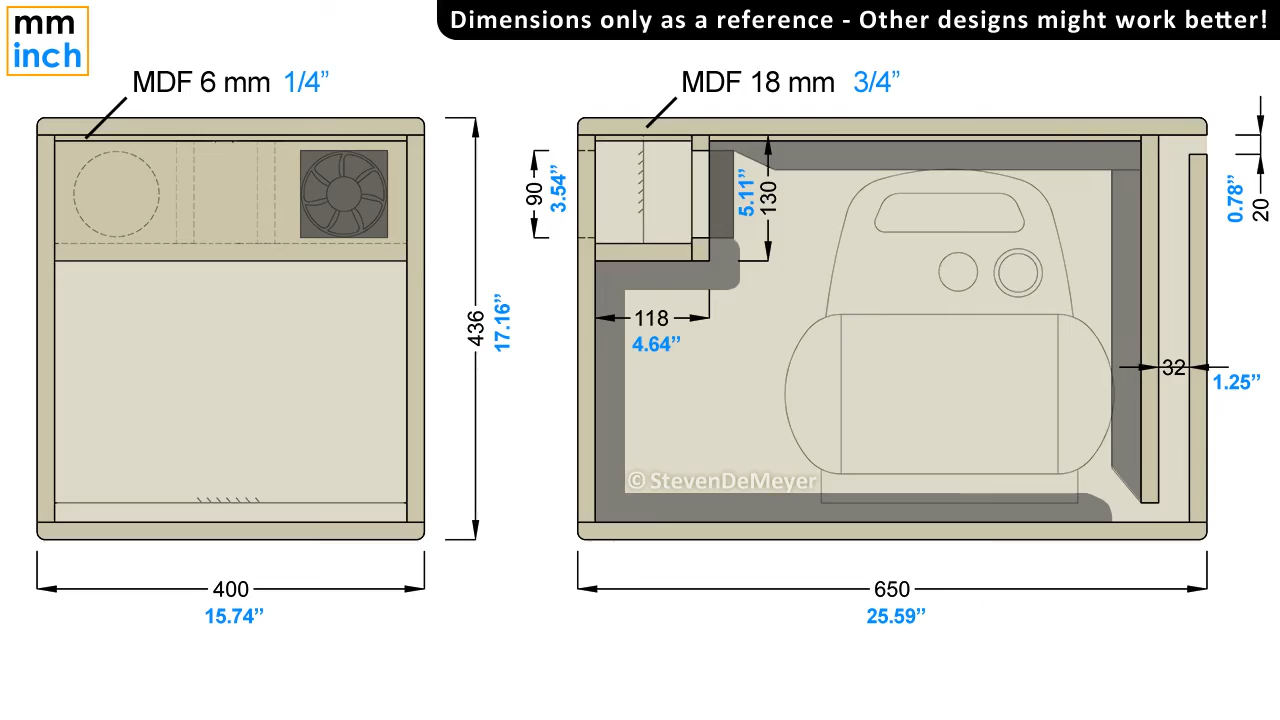 mm
inch
Dimensions only as a reference - Other designs might work better!
MDF 6 mm 1/4”
MDF 18 mm 3/4”
90
3.54”
5.11”
130
0.78”
20
436
17.16”
118
4.64”
32
1.25”
© StevenDeMeyer
400
15.74”
650
25.59”